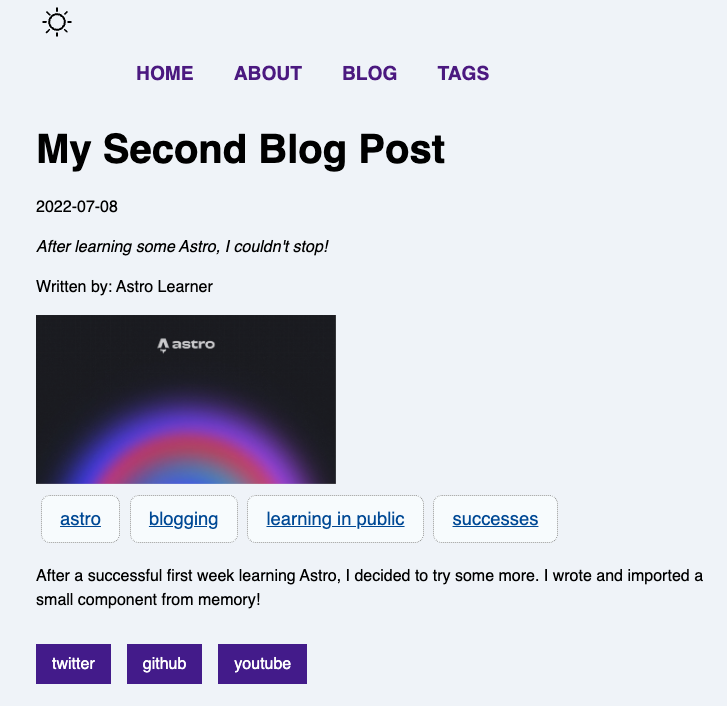 HOME ABOUT BLOG TAGS
My Second Blog Post
2022-07-08
After learning some Astro, I couldn't stop!
Written by: Astro Learner
astro
astro blogging learning in public successes
After a successful first week learning Astro, I decided to try some more. I wrote and imported a
small component from memory!
twitter github youtube